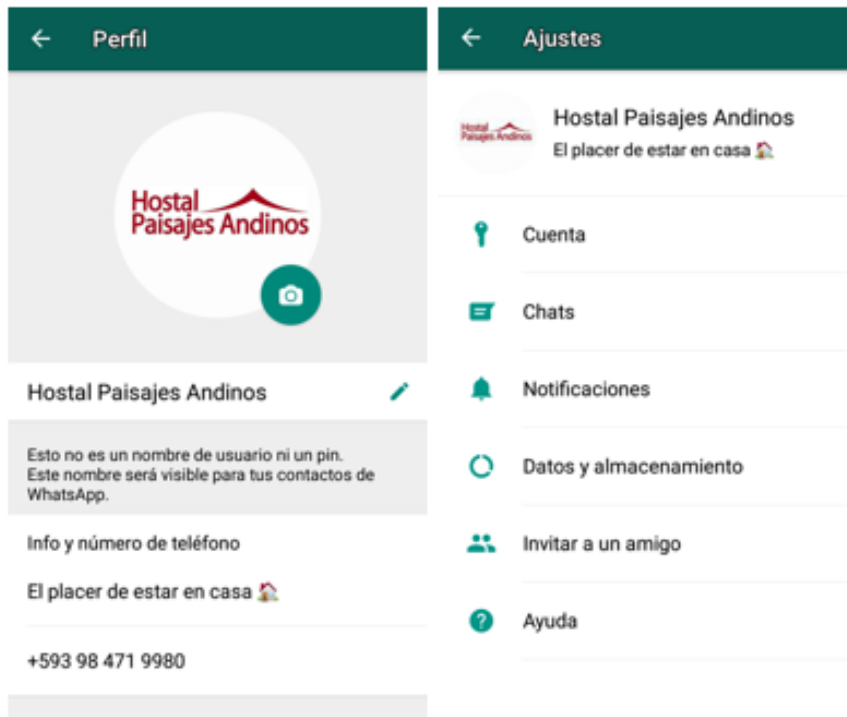 Perfil
Hostal
Paisajes Andinos
Hostal Paisajes Andinos
Esto no es un nombre de usuario ni un pin.
Este nombre será visible para tus contactos de
WhatsApp.
Info y número de teléfono
El placer de estar en casa 🏠
+593 98 471 9980
Ajustes
Hostal
Paisajes Andinos
Hostal Paisajes Andinos
El placer de estar en casa 🏠
Cuenta
Chats
Notificaciones
Datos y almacenamiento
Invitar a un amigo
Ayuda